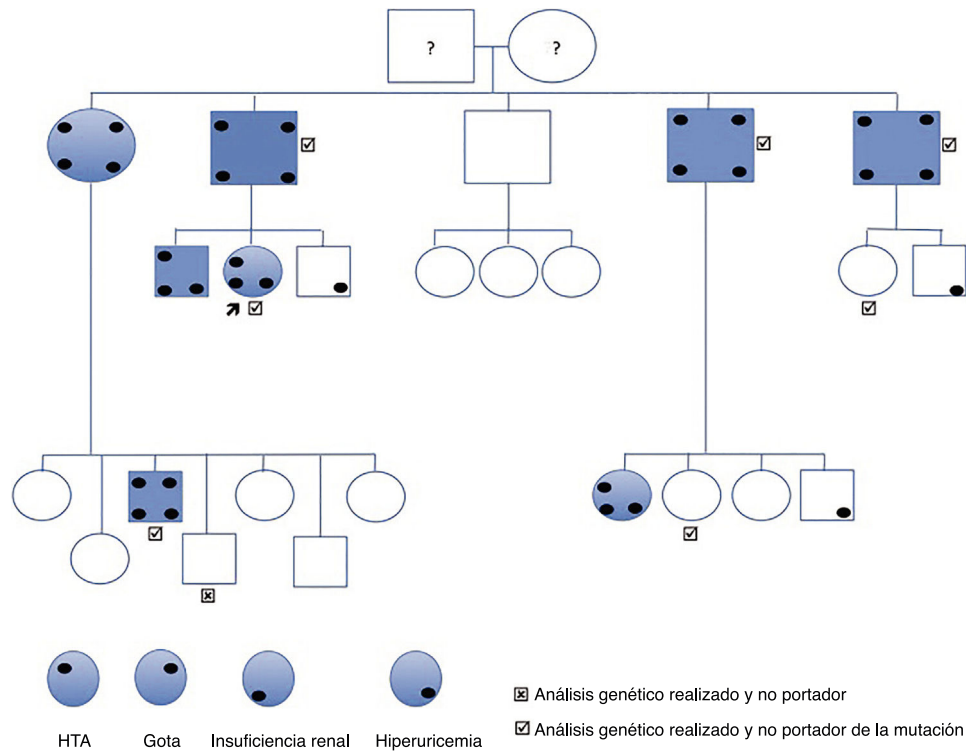 ? ?
HTA Gota Insuficiencia renal Hiperuricemia
Análisis genético realizado y no portador
Análisis genético realizado y no portador de la mutación